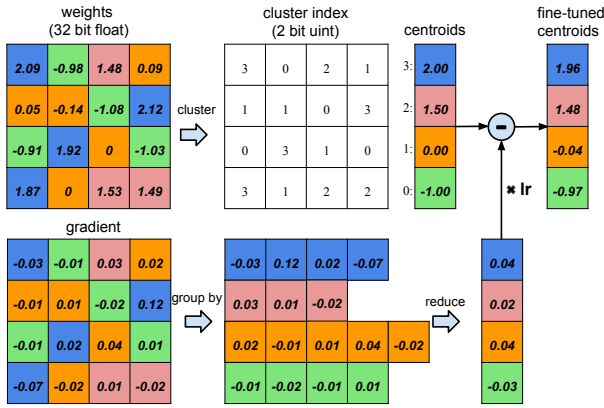 weights
(32 bit float)
cluster index
(2 bit uint)
centroids
fine-tuned
centroids
2.09 -0.98 1.48 0.09
0.05 -0.14 -1.08 2.12
-0.91 1.92 0 -1.03
1.87 0 1.53 1.49
cluster
3 0 2 1
1 1 0 3
0 3 1 0
3 1 2 2
3: 2.00
2: 1.50
1: 0.00
0: -1.00
-
1.96
1.48
-0.04
-0.97
× lr
gradient
-0.03 -0.01 0.03 0.02
-0.01 0.01 -0.02 0.12
-0.01 0.02 0.04 0.01
-0.07 -0.02 0.01 -0.02
group by
-0.03 0.12 0.02 -0.07
0.03 0.01 -0.02
0.02 -0.01 0.01 0.04 -0.02
-0.01 -0.02 -0.01 0.01
reduce
0.04
0.02
0.04
-0.03